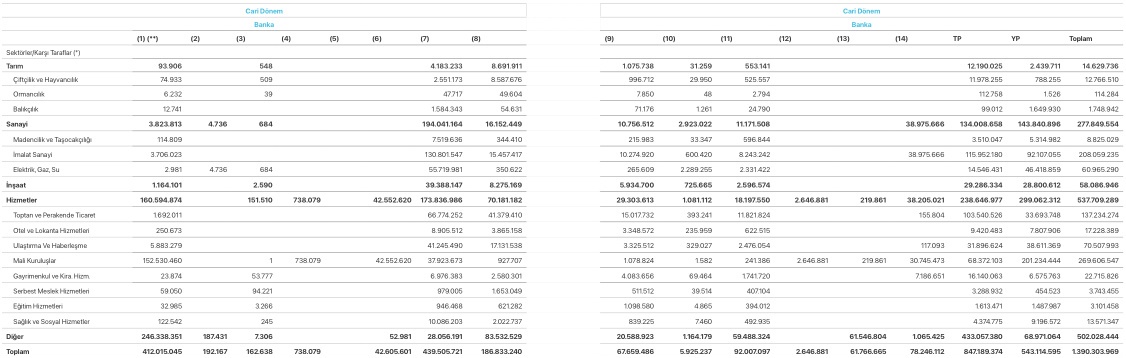 Cari Dönem Cari Dönem
Banka Banka
(1) (**) (2) (3) (4) (5) (6) (7) (8) (9) (10) (11) (12) (13) (14) TP YP Toplam
Sektörler/Karşı Taraflar (*)
Tarım 93.906 548 4.183.233 8.691.911 1.075.738 31.259 553.141 12.190.025 2.439.711 14.629.736
Çiftçilik ve Hayvancılık 74.933 509 2.551.173 8.587.676 996.712 29.950 525.557 11.978.255 788.255 12.766.510
Ormancılık 6.232 39 47.717 49.604 7.850 48 2.794 112.758 1.526 114.284
Balıkçılık 12.741 1.584.343 54.631 71.176 1.261 24.790 99.012 1.649.930 1.748.942
Sanayi 3.823.813 4.736 684 194.041.164 16.152.449 10.756.512 2.923.022 11.171.508 38.975.666 134.008.658 143.840.896 277.849.554
Madencilik ve Taşocakçılığı 114.809 7.519.636 344.410 215.983 33.347 596.844 3.510.047 5.314.982 8.825.029
İmalat Sanayi 3.706.023 130.801.547 15.457.417 10.274.920 600.420 8.243.242 38.975.666 115.952.180 92.107.055 208.059.235
Elektrik, Gaz, Su 2.981 4.736 684 55.719.981 350.622 265.609 2.289.255 2.331.422 14.546.431 46.418.859 60.965.290
İnşaat 1.164.101 2.590 39.388.147 8.275.169 5.934.700 725.665 2.596.574 29.286.334 28.800.612 58.086.946
Hizmetler 160.594.874 151.510 738.079 42.552.620 173.836.986 70.181.182 29.303.613 1.081.112 18.197.550 2.646.881 219.861 38.205.021 238.646.977 299.062.312 537.709.289
Toptan ve Perakende Ticaret 1.692.011 66.774.252 41.379.410 15.017.732 393.241 11.821.824 155.804 103.540.526 33.693.748 137.234.274
Otel ve Lokanta Hizmetleri 250.673 8.905.512 3.865.158 3.348.572 235.959 622.515 9.420.483 7.807.906 17.228.389
Ulaştırma Ve Haberleşme 5.883.279 41.245.490 17.131.538 3.325.512 329.027 2.476.054 117.093 31.896.624 38.611.369 70.507.993
Mali Kuruluşlar 152.530.460 1 738.079 42.552.620 37.923.673 927.707 1.078.824 1.582 241.386 2.646.881 219.861 30.745.473 68.372.103 201.234.444 269.606.547
Gayrimenkul ve Kira. Hizm. 23.874 53.777 6.976.383 2.580.301 4.083.656 69.464 1.741.720 7.186.651 16.140.063 6.575.763 22.715.826
Serbest Meslek Hizmetleri 59.050 94.221 979.005 1.653.049 511.512 39.514 407.104 3.288.932 454.523 3.743.455
Eğitim Hizmetleri 32.985 3.266 946.468 621.282 1.098.580 4.865 394.012 1.613.471 1.487.987 3.101.458
Sağlık ve Sosyal Hizmetler 122.542 245 10.086.203 2.022.737 839.225 7.460 492.935 4.374.775 9.196.572 13.571.347
Diğer 246.338.351 187.431 7.306 52.981 28.056.191 83.532.529 20.588.923 1.164.179 59.488.324 61.546.804 1.065.425 433.057.380 68.971.064 502.028.444
Toplam 412.015.045 192.167 162.638 738.079 42.605.601 439.505.721 186.833.240 67.659.486 5.925.237 92.007.097 2.646.881 61.766.665 78.246.112 847.189.374 543.114.595 1.390.303.969